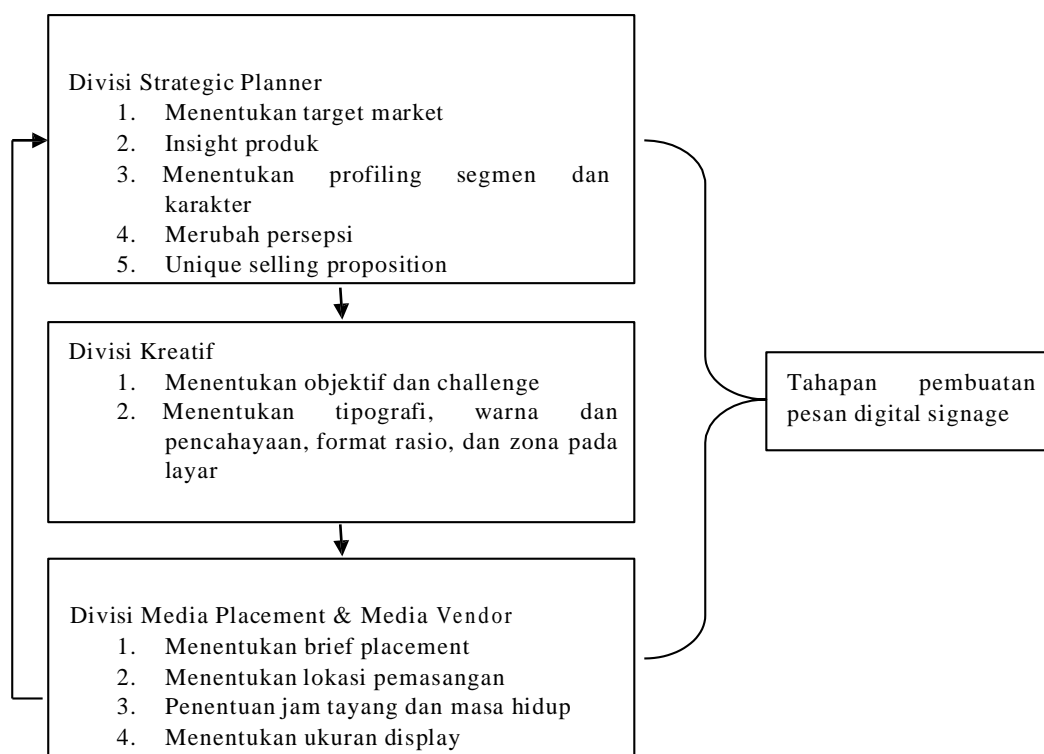 Divisi Strategic Planner
1. Menentukan target market
2. Insight produk
3. Menentukan profiling segmen dan
karakter
4. Merubah persepsi
5. Unique selling proposition
Divisi Kreatif
1. Menentukan objektif dan challenge
2. Menentukan tipografi, warna dan
pencahayaan, format rasio, dan zona pada
layar
Tahapan pembuatan
pesan digital signage
Divisi Media Placement & Media Vendor
1. Menentukan brief placement
2. Menentukan lokasi pemasangan
3. Penentuan jam tayang dan masa hidup
4. Menentukan ukuran display